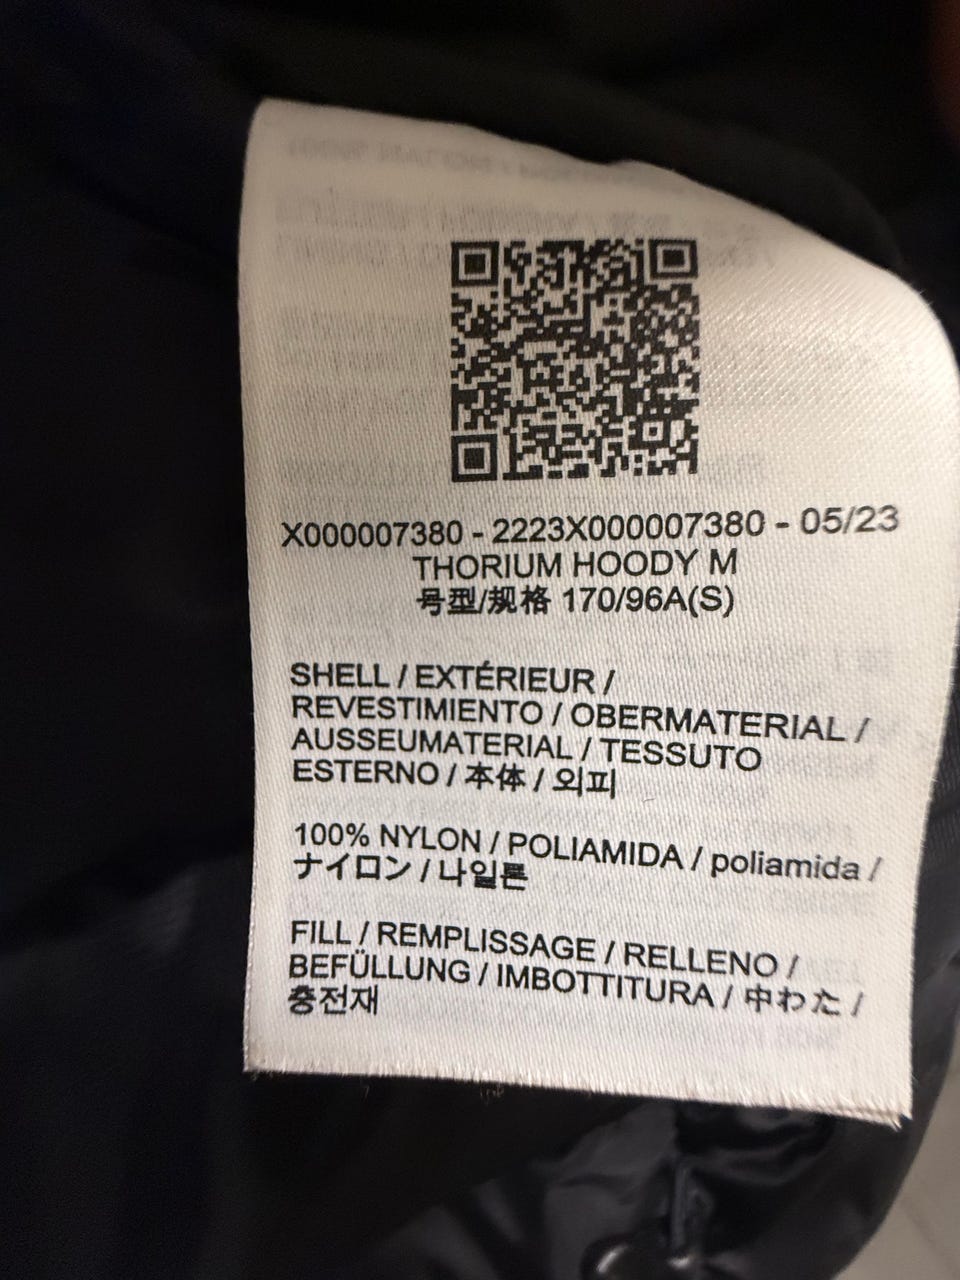 X000007380 - 2223X000007380 - 05/23
THORIUM HOODY M
号型/规格 170/96A(S)
SHELL / EXTÉRIEUR /
REVESTIMIENTO / OBERMATERIAL /
AUSSEUMATERIAL / TESSUTO
ESTERNO / 本体 / 외피
100% NYLON / POLIAMIDA / poliamida /
ナイロン / 나일론
FILL / REMPLISSAGE / RELLENO /
BEFÜLLUNG / IMBOTTITURA / 中わた /
충전재